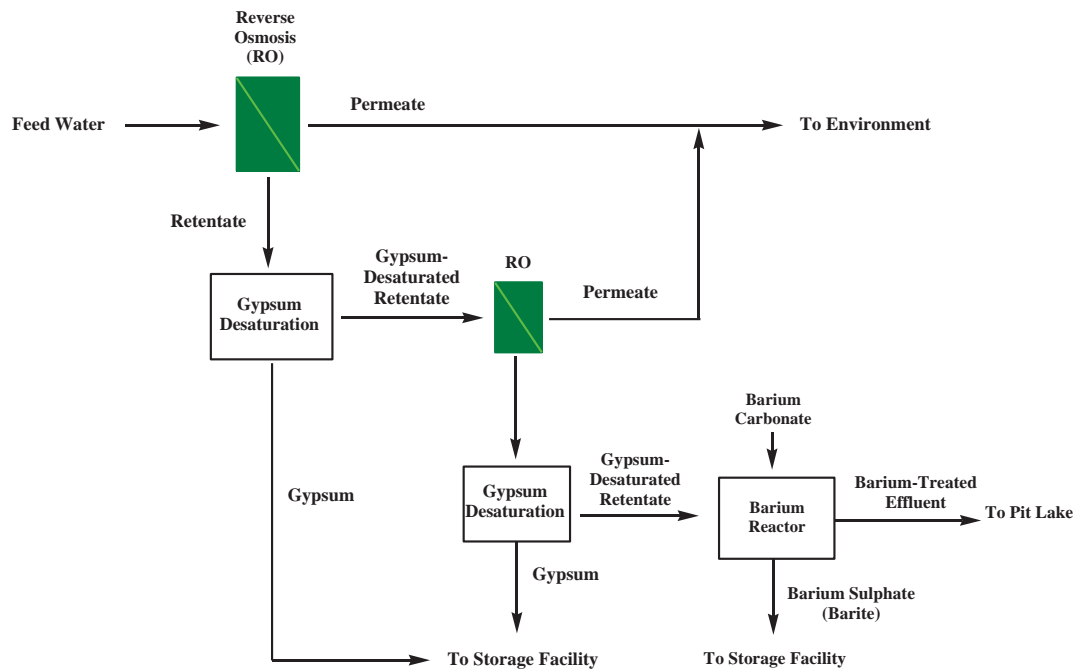 Reverse
Osmosis
(RO)
Permeate
Feed Water
To Environment
Retentate
Gypsum-
Desaturated
Retentate
RO
Permeate
Gypsum
Desaturation
Barium
Carbonate
Gypsum
Gypsum
Desaturation
Gypsum-
Desaturated
Retentate
Barium
Reactor
Barium-Treated
Effluent
To Pit Lake
Gypsum
Barium Sulphate
(Barite)
To Storage Facility
To Storage Facility